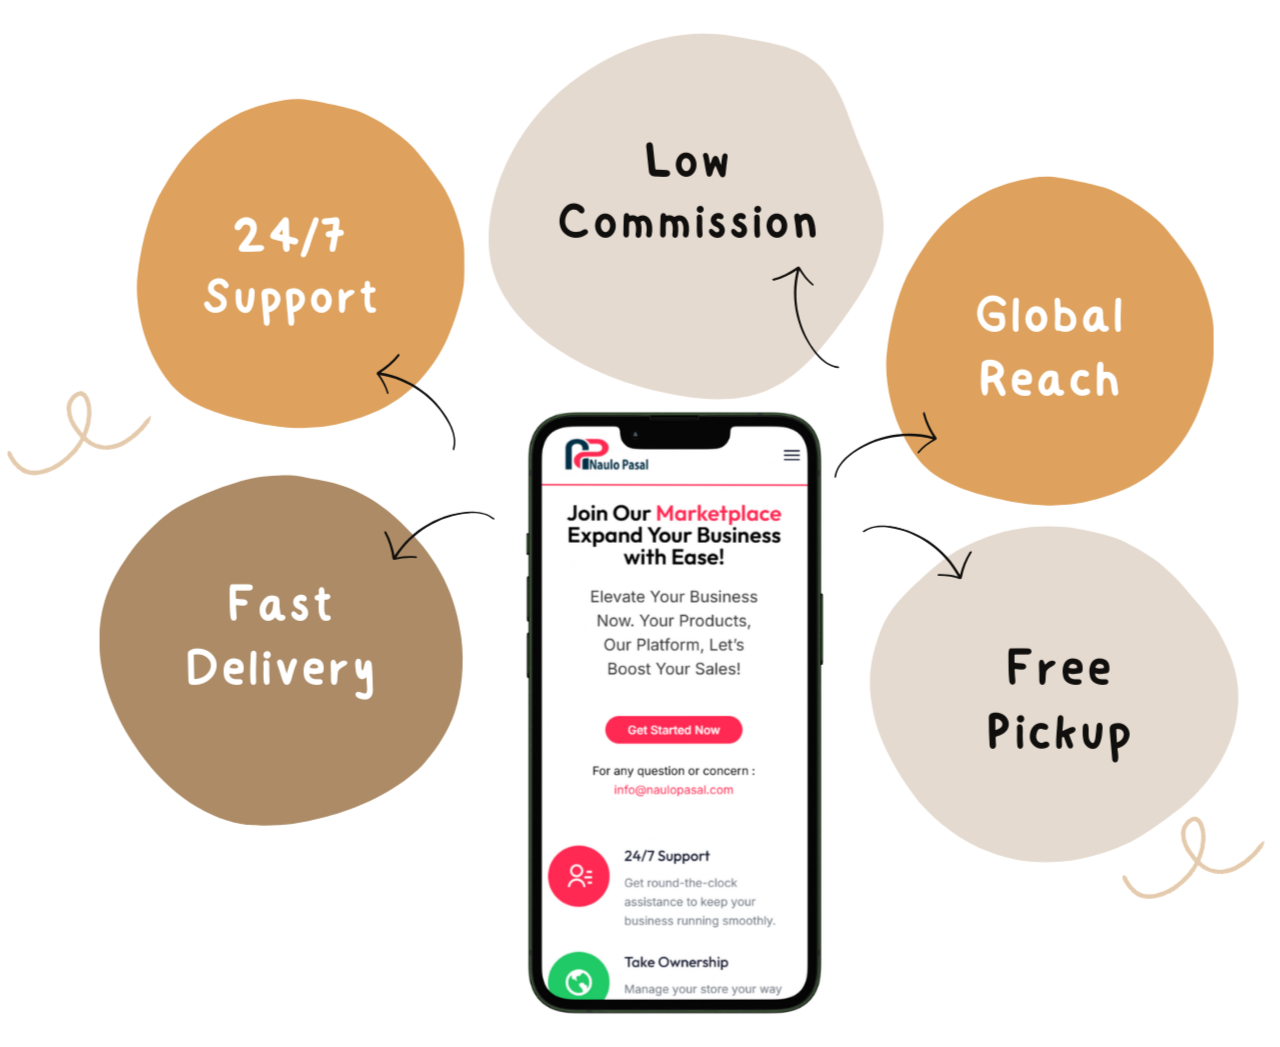 Low
Commission
24/7
Support
Global
Reach
Fast
Delivery
Free
Pickup
Naulo Pasal
Join Our Marketplace
Expand Your Business
with Ease!
Elevate Your Business
Now. Your Products,
Our Platform, Let's
Boost Your Sales!
Get Started Now
For any question or concern :
info@naulopasal.com
24/7 Support
Get round-the-clock
assistance to keep your
business running smoothly.
Take Ownership
Manage your store your way